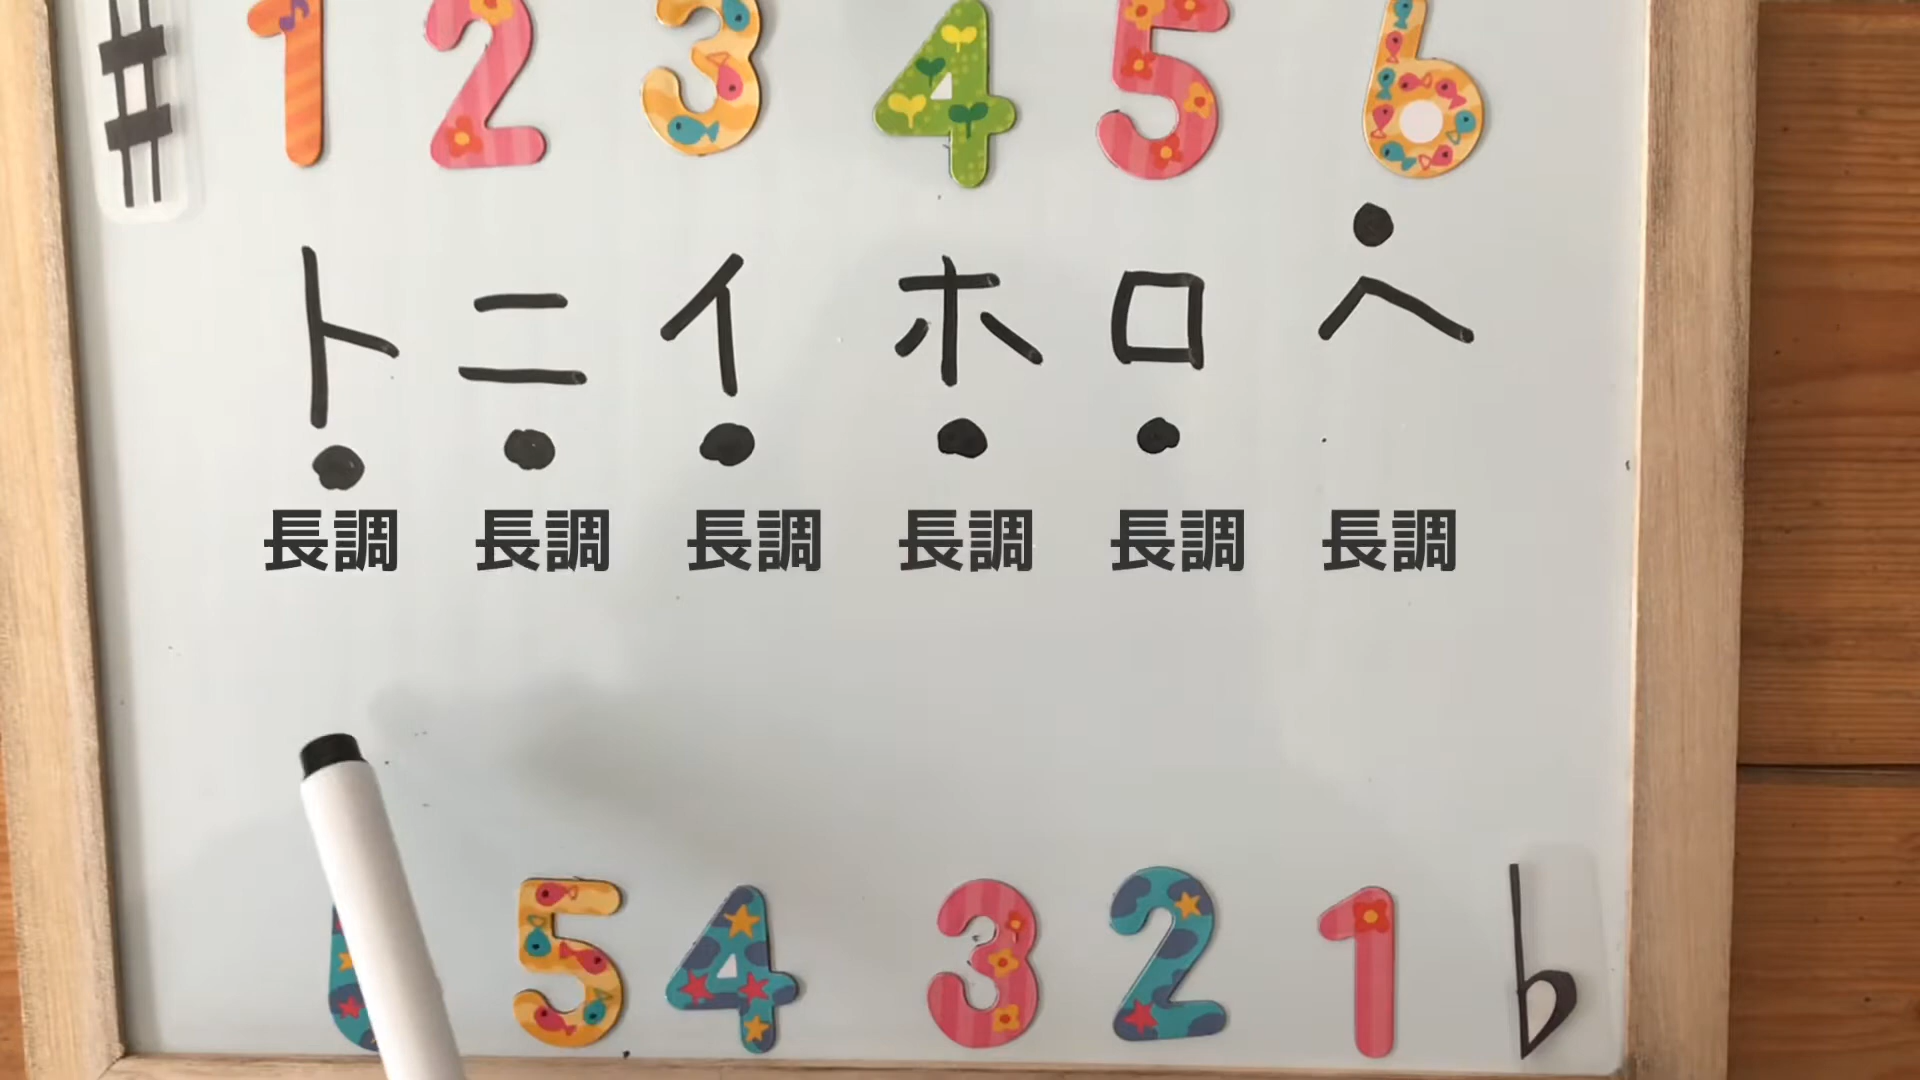 ♯ 1 2 3 4 5 6
ト ニ イ ホ ロ ヘ
長調 長調 長調 長調 長調 長調
6 5 4 3 2 1 ♭